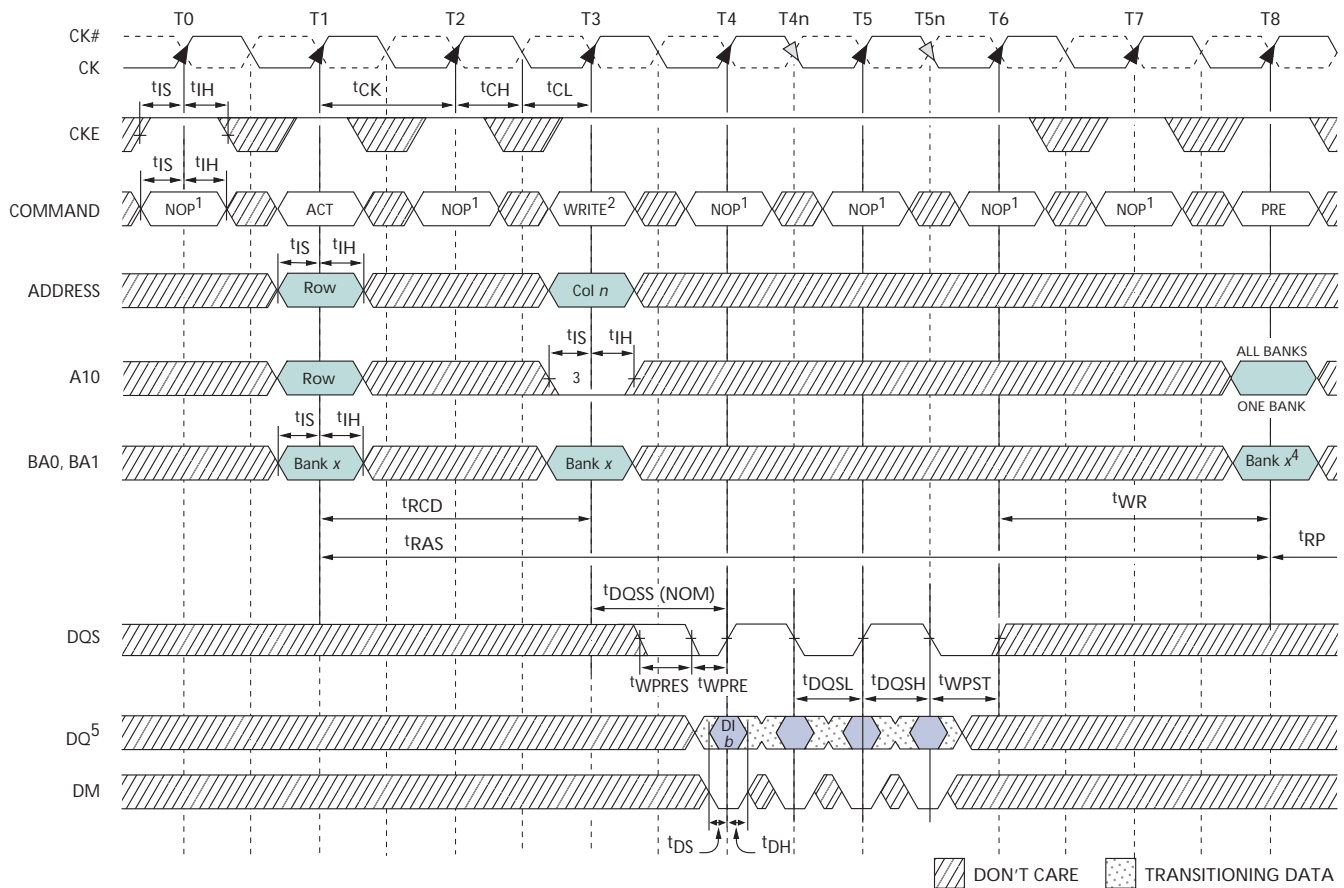 T0 T1 T2 T3 T4 T4n T5 T5n T6 T7 T8
CK#
CK
tIS tIH tCK tCH tCL
CKE
tIS tIH
COMMAND NOP1 ACT NOP1 WRITE2 NOP1 NOP1 NOP1 NOP1 PRE
tIS tIH
ADDRESS Row Col n
tIS tIH ALL BANKS
A10 Row 3
ONE BANK
tIS tIH
BA0, BA1 Bank x Bank x Bank x4
tRCD tWR
tRAS tRP
tDQSS (NOM)
DQS
tWPRES tWPRE tDQSL tDQSH tWPST
DQ5 DI b
DM
tDS tDH
DON'T CARE TRANSITIONING DATA